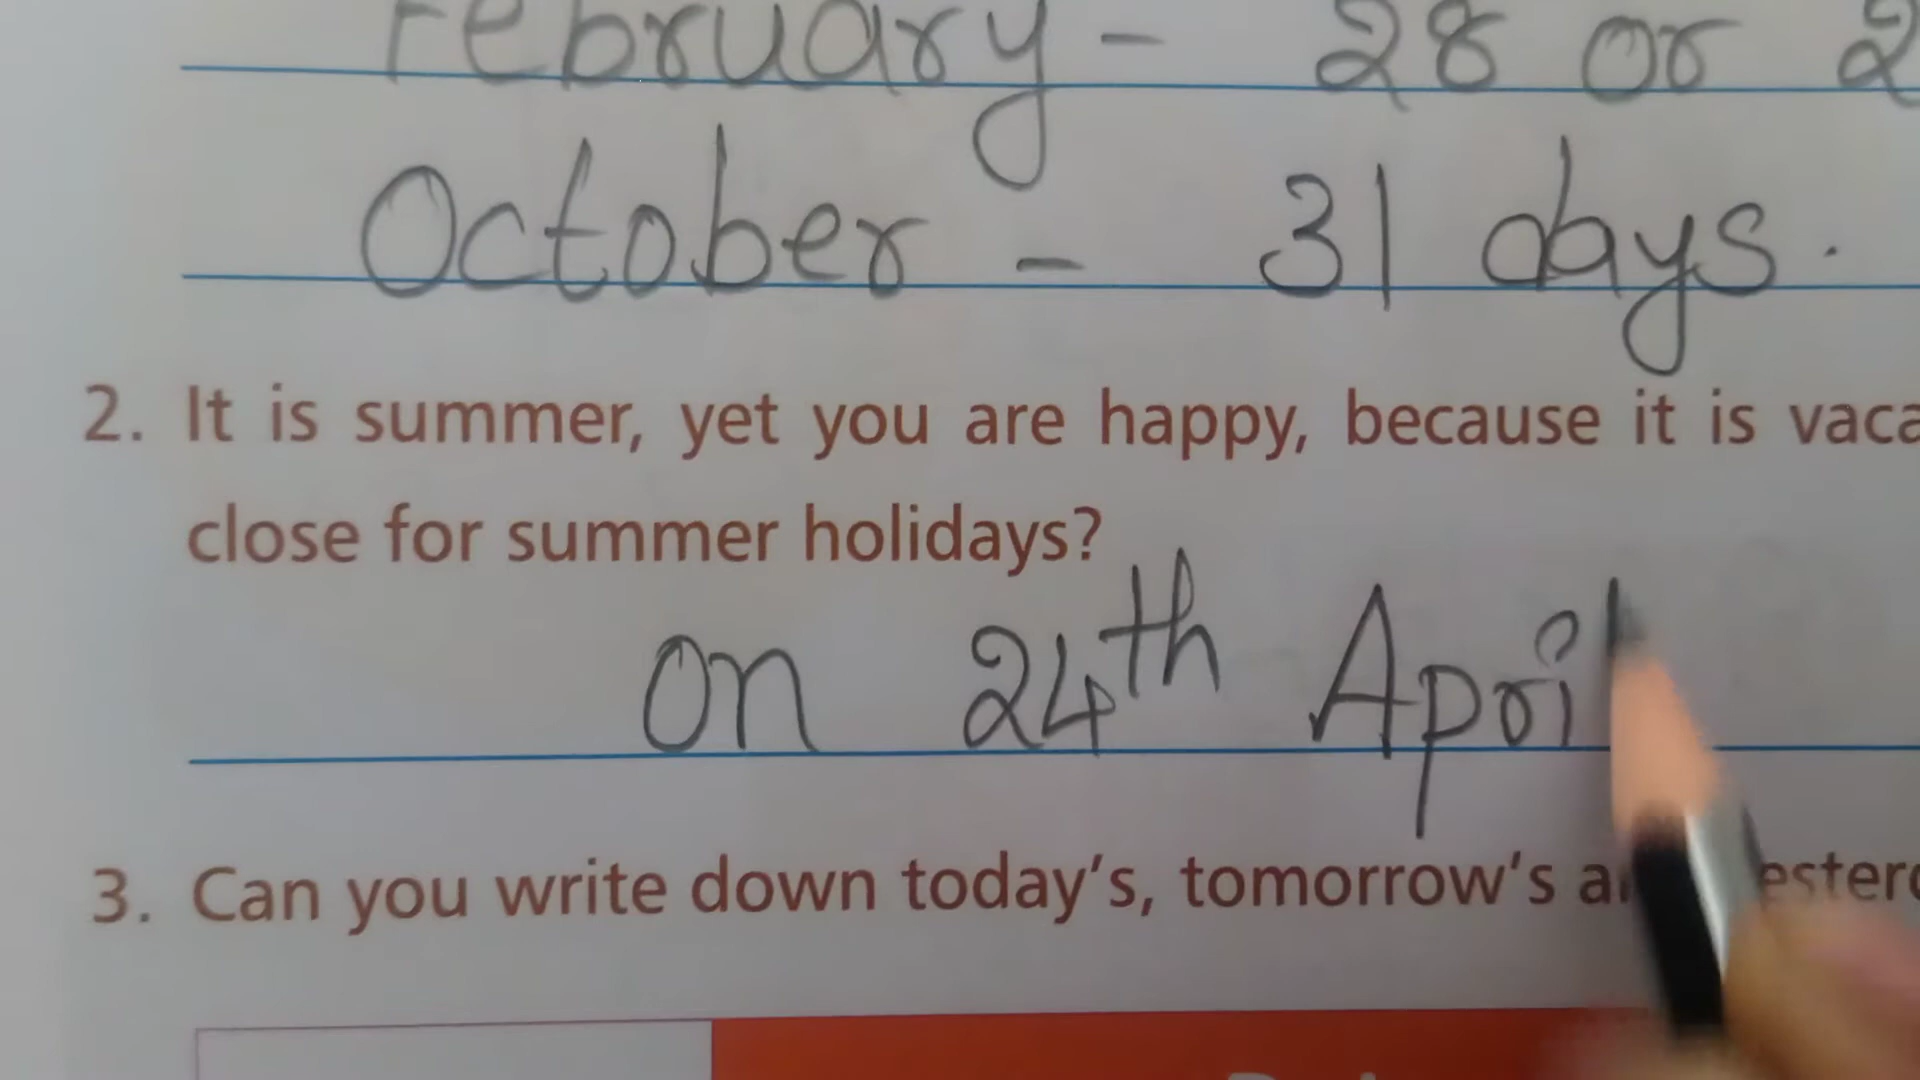 February - 28 or 2
October - 31 days.
2. It is summer, yet you are happy, because it is vaca
close for summer holidays?
On 24th April
3. Can you write down today's, tomorrow's a